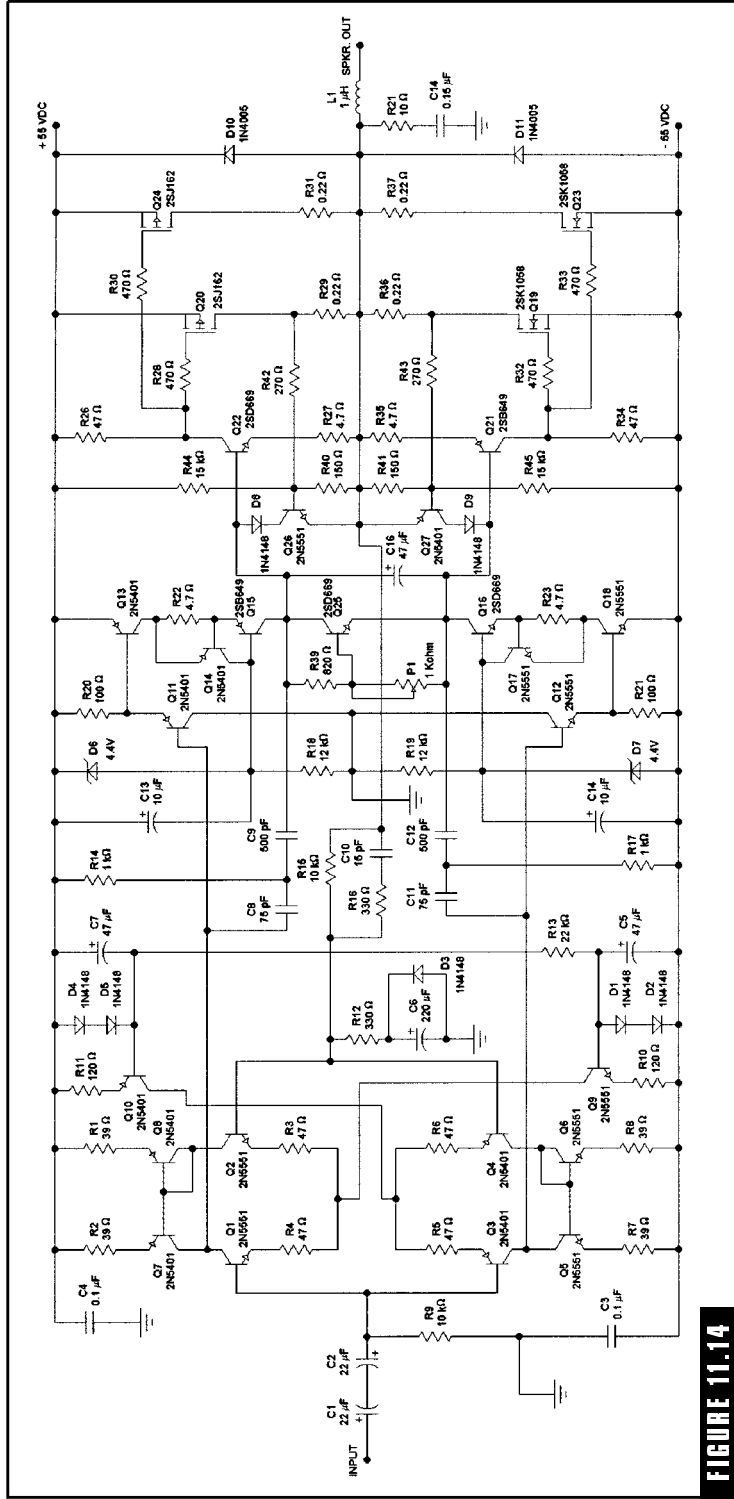 + 55 VDC
C4
0.1 µF
R2
39 Ω
R1
39 Ω
R11
120 Ω
D4
1N4148
D5
1N4148
C7
47 µF
R14
1 kΩ
C13
10 µF
D6
4.4V
R20
100 Ω
Q13
2N5401
R22
4.7 Ω
Q11
2N5401
Q14
2N5401
2SB649
Q15
R44
15 kΩ
R26
47 Ω
R28
470 Ω
R30
470 Ω
Q20
2SJ162
Q24
2SJ162
D10
1N4005
Q7
2N5401
Q8
2N5401
Q10
2N5401
Q1
2N5551
Q2
2N5551
R4
47 Ω
R3
47 Ω
C8
75 pF
C9
500 pF
R18
12 kΩ
R39
820 Ω
2SD669
Q25
D8
1N4148
Q22
2SD669
Q26
2N5551
R42
270 Ω
R40
150 Ω
R27
4.7 Ω
R29
0.22 Ω
R31
0.22 Ω
L1
1 µH
SPKR. OUT
INPUT
C1
22 µF
C2
22 µF
R9
10 kΩ
R12
330 Ω
C6
220 µF
D3
1N4148
R15
10 kΩ
R16
330 Ω
C10
15 pF
R19
12 kΩ
P1
1 Kohm
C16
47 µF
R41
150 Ω
R35
4.7 Ω
R43
270 Ω
R36
0.22 Ω
R37
0.22 Ω
R21
10 Ω
C14
0.15 µF
R5
47 Ω
R6
47 Ω
Q3
2N5401
Q4
2N5401
C11
75 pF
C12
500 pF
Q16
2SD669
Q27
2N5401
D9
1N4148
Q21
2SB649
Q5
2N5551
Q6
2N5551
Q9
2N5551
D1
1N4148
D2
1N4148
R13
22 kΩ
C5
47 µF
R17
1 kΩ
C14
10 µF
D7
4.4V
Q12
2N5551
Q17
2N5551
R23
4.7 Ω
Q18
2N5551
R21
100 Ω
R45
15 kΩ
R34
47 Ω
R32
470 Ω
R33
470 Ω
2SK1058
Q19
2SK1058
Q23
D11
1N4005
C3
0.1 µF
R7
39 Ω
R8
39 Ω
R10
120 Ω
- 55 VDC
FIGURE 11.14